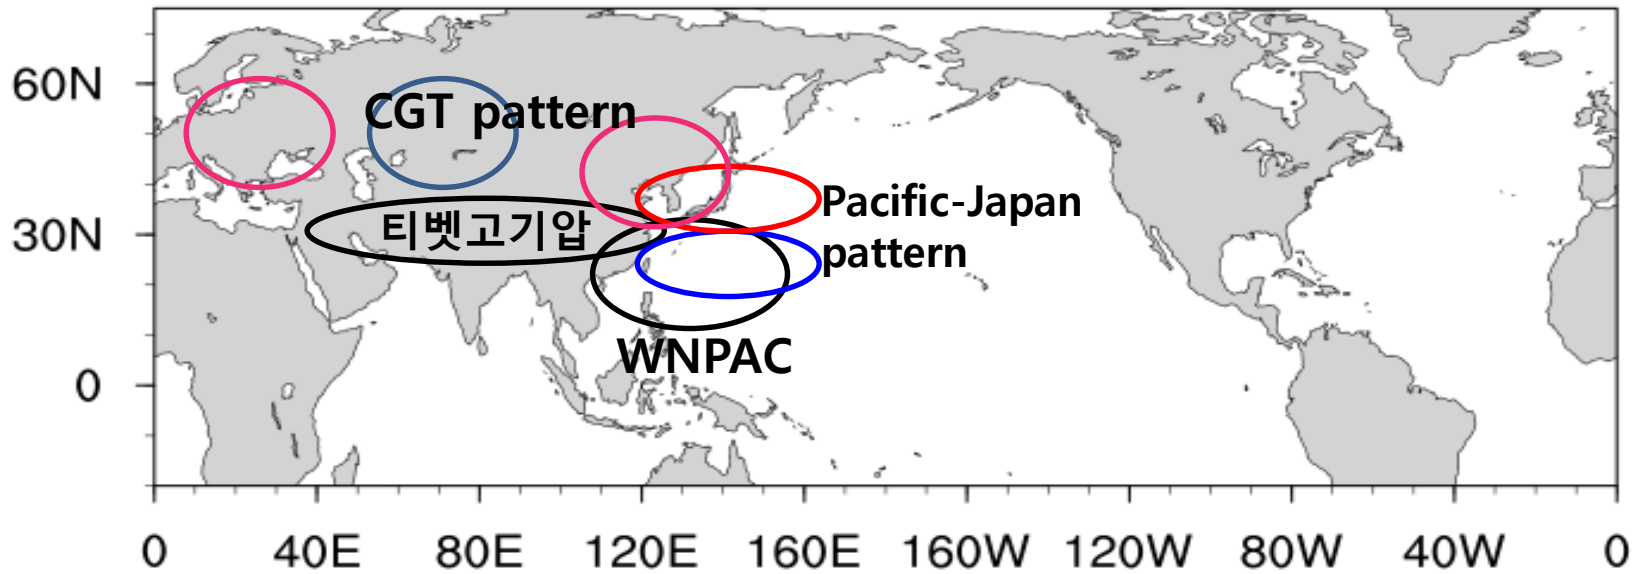 60N
30N
0
CGT pattern
티벳고기압
Pacific-Japan
pattern
WNPAC
0 40E 80E 120E 160E 160W 120W 80W 40W 0